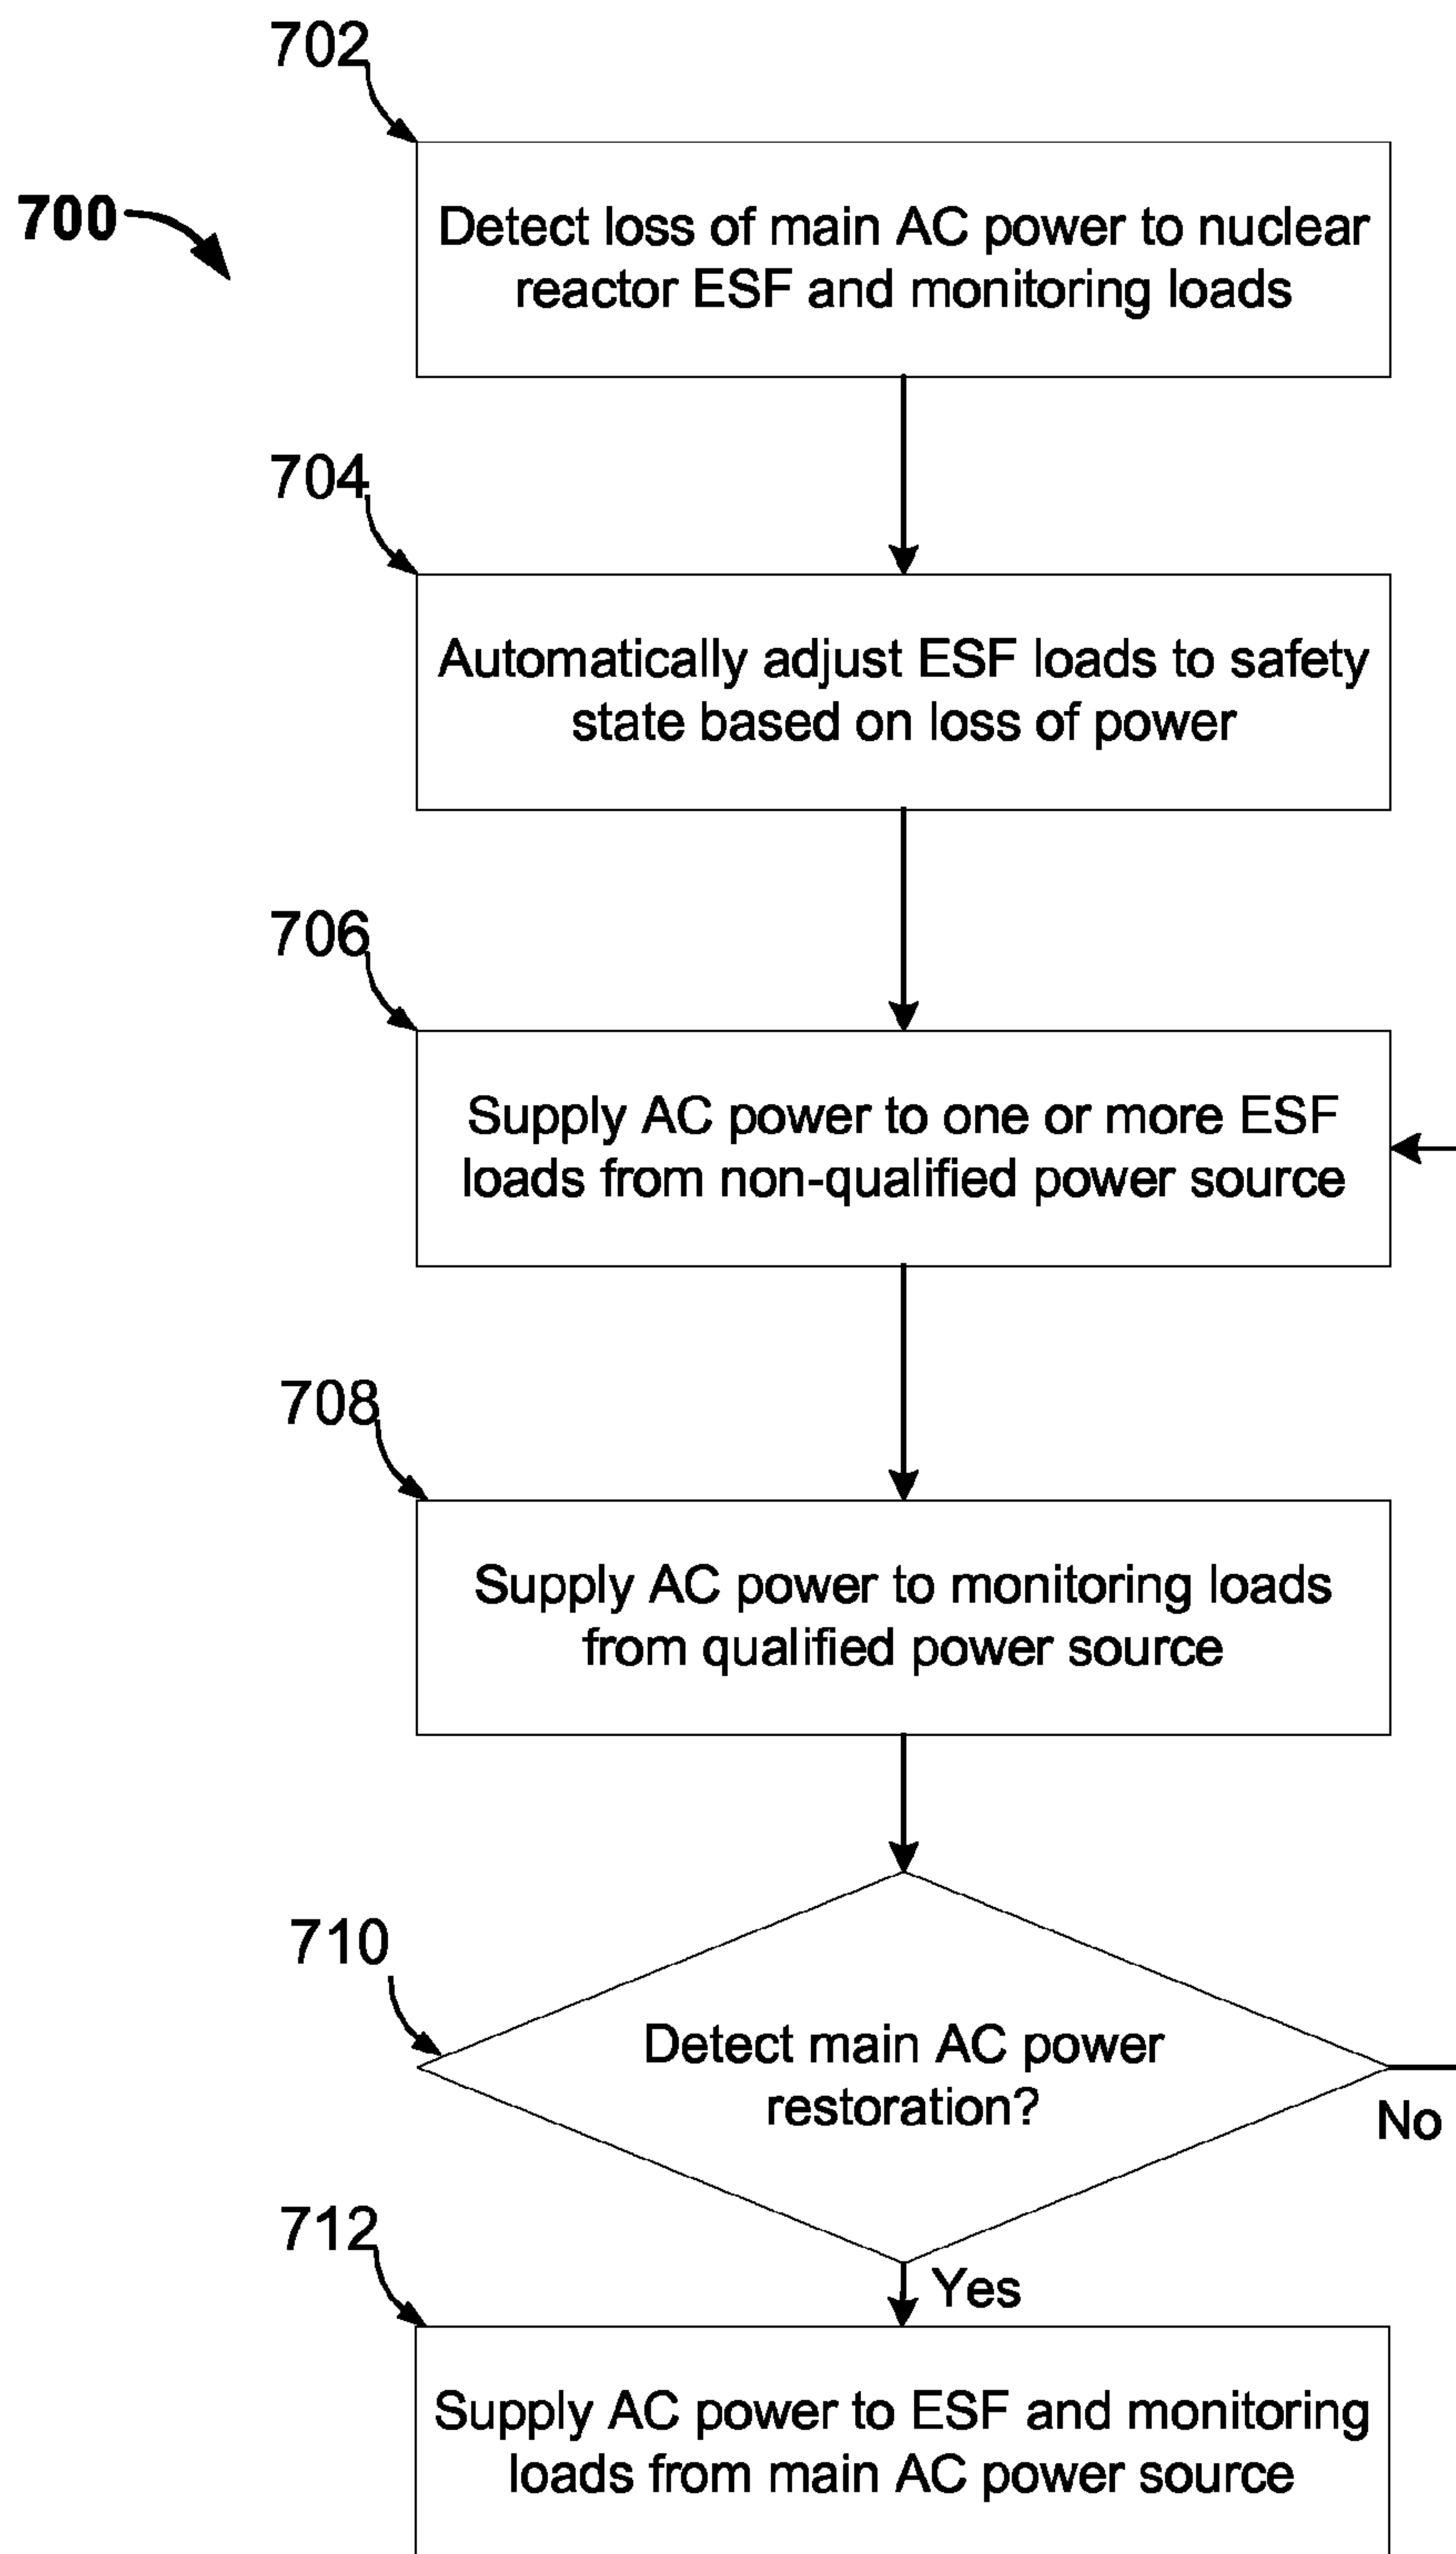 702
700
Detect loss of main AC power to nuclear
reactor ESF and monitoring loads
704
Automatically adjust ESF loads to safety
state based on loss of power
706
Supply AC power to one or more ESF
loads from non-qualified power source
708
Supply AC power to monitoring loads
from qualified power source
710
Detect main AC power
restoration?
No
712
Yes
Supply AC power to ESF and monitoring
loads from main AC power source